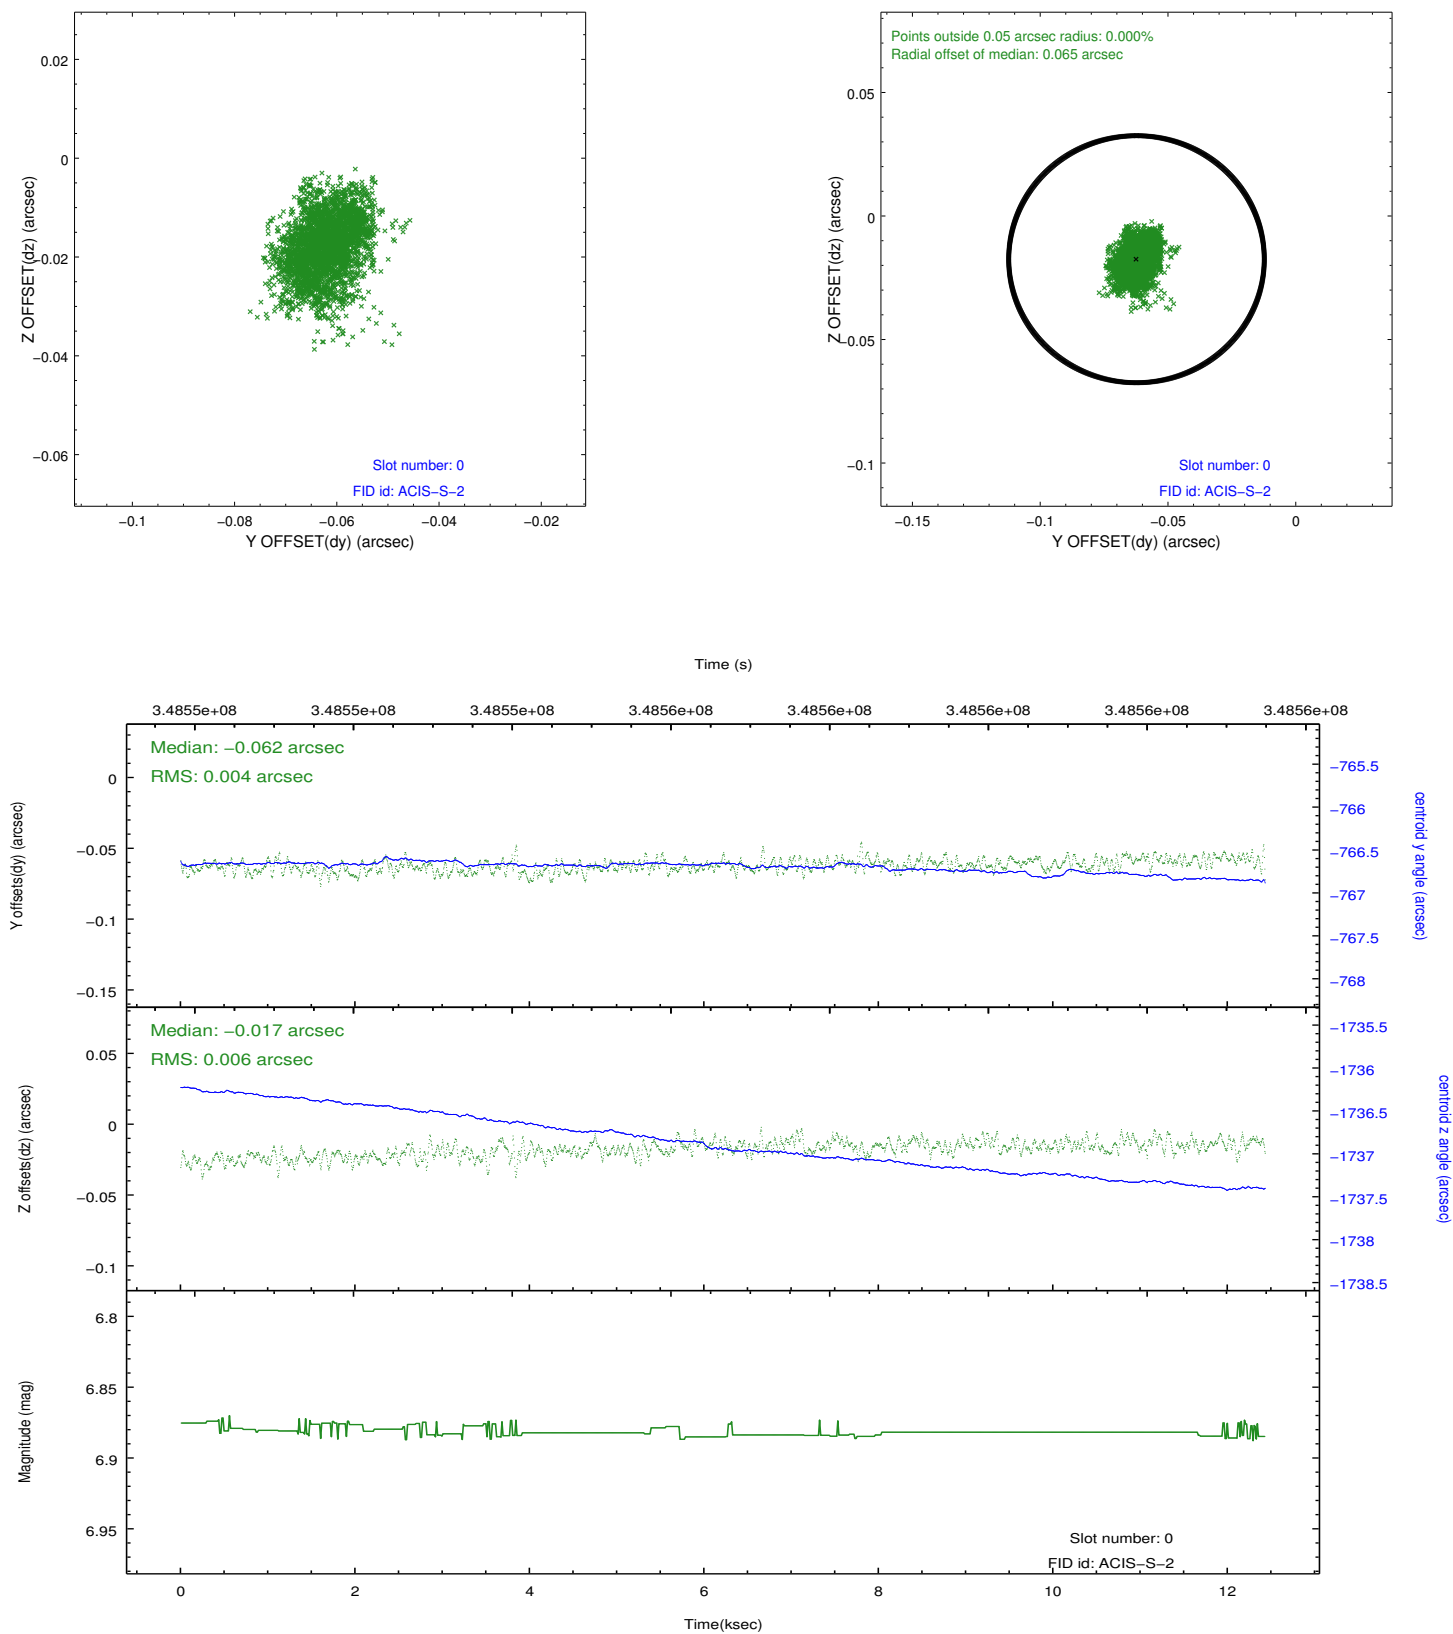 0.02
0
−0.02
−0.04
−0.06
Z OFFSET(dz) (arcsec)
Slot number: 0
FID id: ACIS−S−2
−0.1
−0.08
−0.06
−0.04
−0.02
Y OFFSET(dy) (arcsec)
Points outside 0.05 arcsec radius: 0.000%
Radial offset of median: 0.065 arcsec
0.05
0
−0.05
−0.1
Z OFFSET(dz) (arcsec)
Slot number: 0
FID id: ACIS−S−2
−0.15
−0.1
−0.05
0
Y OFFSET(dy) (arcsec)
Time (s)
3.4855e+08
3.4855e+08
3.4855e+08
3.4856e+08
3.4856e+08
3.4856e+08
3.4856e+08
3.4856e+08
Median: −0.062 arcsec
RMS: 0.004 arcsec
0
−0.05
−0.1
−0.15
Y offsets(dy) (arcsec)
−765.5
−766
−766.5
−767
−767.5
−768
centroid y angle (arcsec)
Median: −0.017 arcsec
RMS: 0.006 arcsec
0.05
0
−0.05
−0.1
Z offsets(dz) (arcsec)
−1735.5
−1736
−1736.5
−1737
−1737.5
−1738
−1738.5
centroid z angle (arcsec)
6.8
6.85
6.9
6.95
Magnitude (mag)
Slot number: 0
FID id: ACIS−S−2
0
2
4
6
8
10
12
Time(ksec)